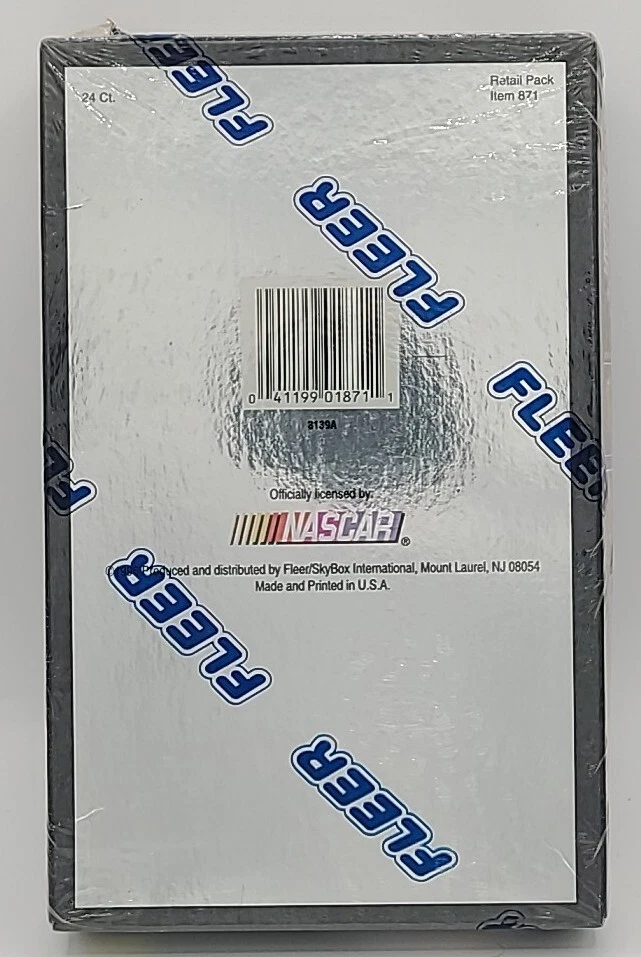 FLEER
24 Ct.
Retail Pack
Item 871
FLEER
0 41199 01871 1
8139A
FLEER
Officially licensed by:
NASCAR®
Produced and distributed by Fleer/SkyBox International, Mount Laurel, NJ 08054
Made and Printed in U.S.A.
FLEER
FLEER